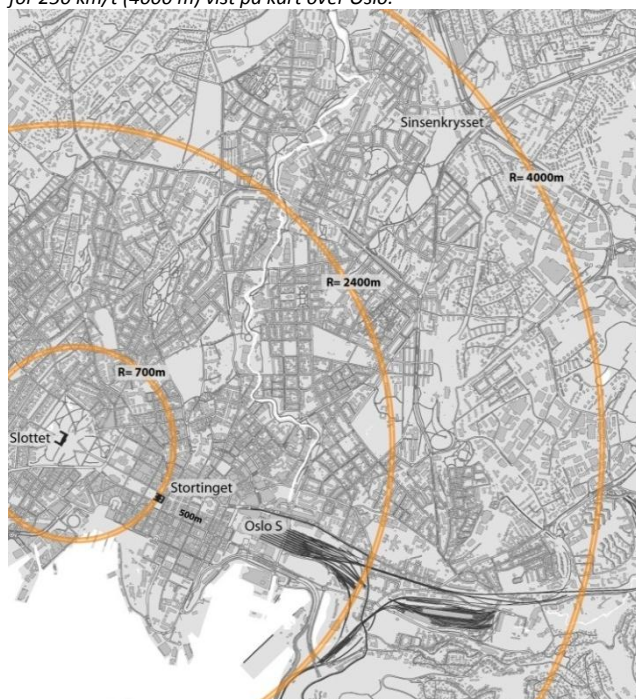 for 250 km/t (4000 m) vist på kart over Oslo.
Sinsenkrysset
R= 4000m
R= 2400m
R= 700m
Slottet
Stortinget
500m
Oslo S